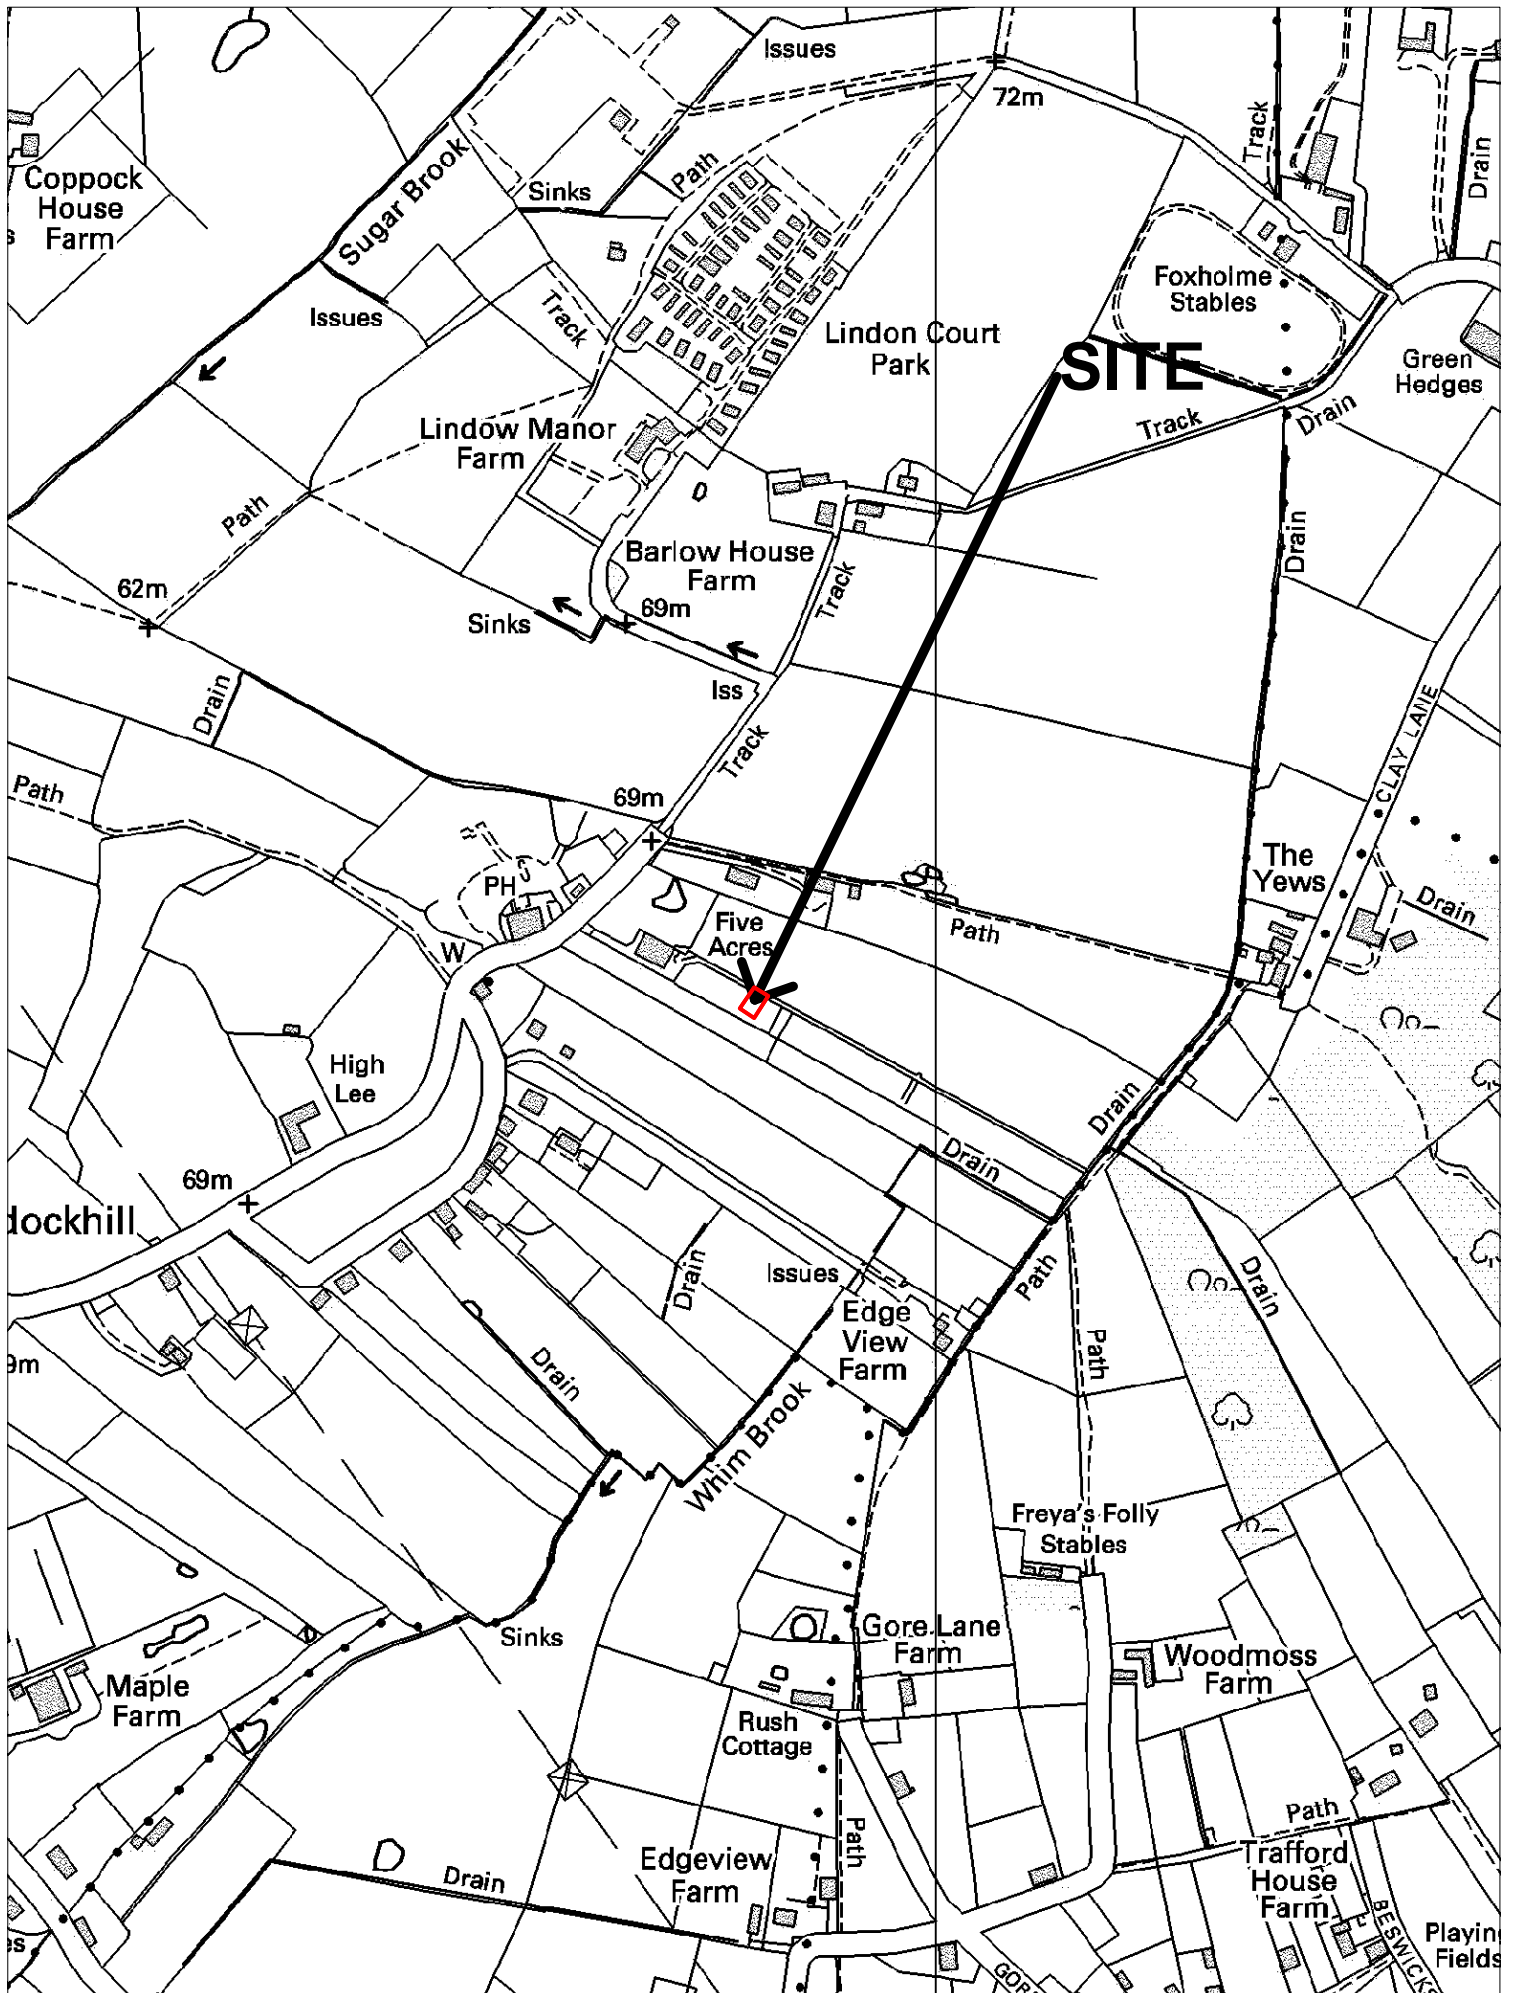 Issues
72m
Track
Drain
Coppock
House
Farm
s
Sugar Brook
Sinks
Path
Issues
Track
Foxholme
Stables
Lindon Court
Park
SITE
Green
Hedges
Track
Drain
Lindow Manor
Farm
Path
Drain
Barlow House
Farm
Track
62m
69m
Sinks
Iss
Drain
Track
CLAY LANE
Path
69m
PH
The
Yews
Drain
Five
Acres
Path
W
High
Lee
Drain
Drain
69m
dockhill
Drain
Issues
Path
Drain
Edge
View
Farm
Path
9m
Drain
Whim Brook
Freya's Folly
Stables
Sinks
Gore Lane
Farm
Woodmoss
Farm
Maple
Farm
Rush
Cottage
Path
Path
Edgeview
Farm
Drain
Trafford
House
Farm
BESWICKS
Playing
Fields
es
GOR